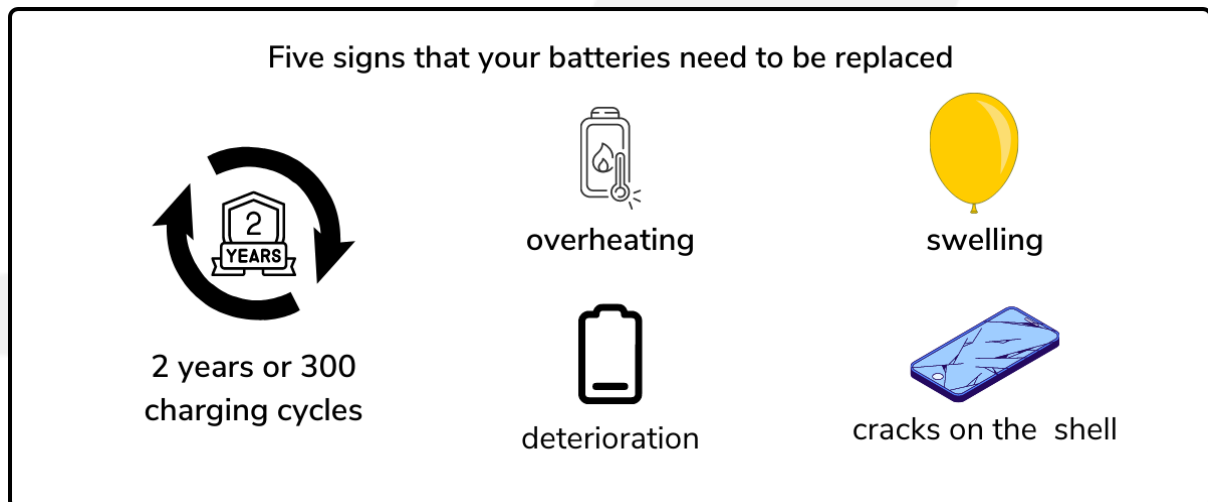 Five signs that your batteries need to be replaced
2
YEARS
2 years or 300
charging cycles
overheating
swelling
deterioration
cracks on the shell